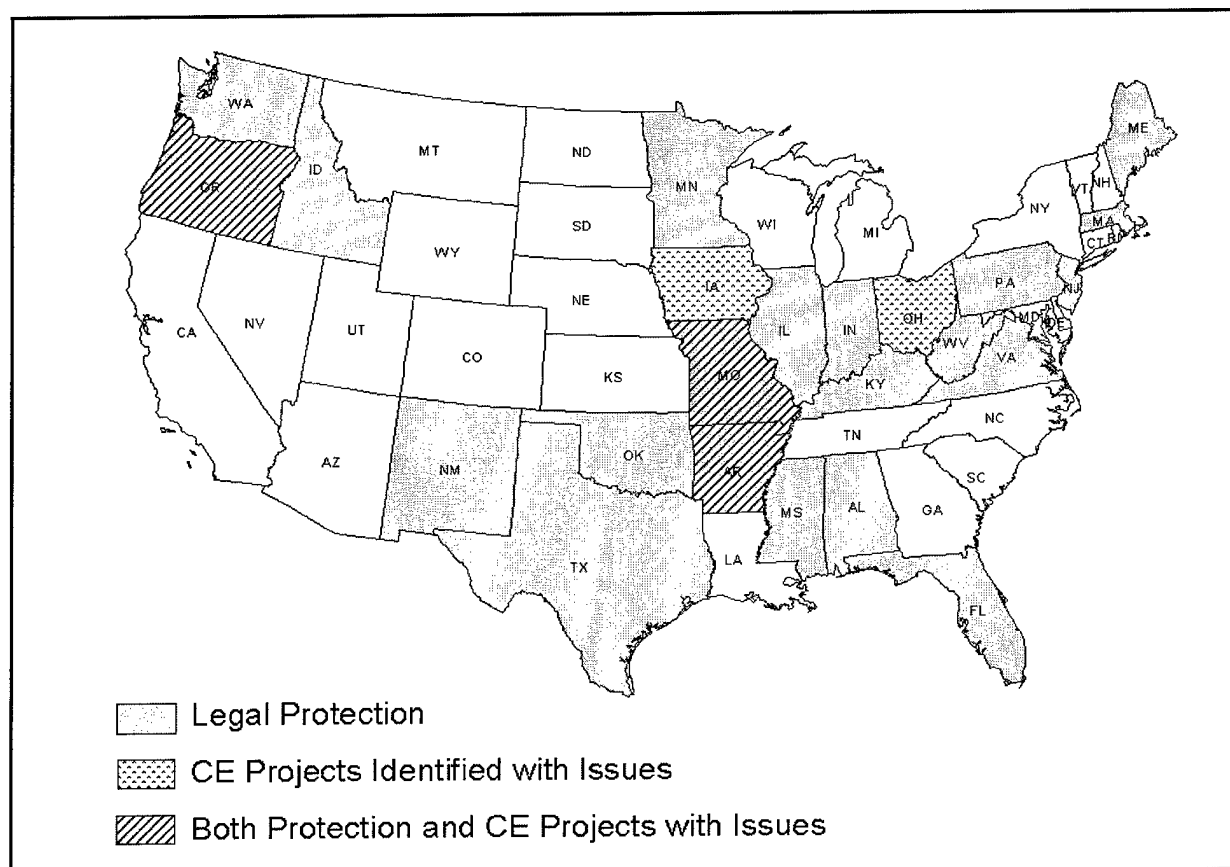 WA
MT
ND
MN
ME
OR
ID
SD
WI
MI
NY
VT
NH
MA
CT
RI
WY
IA
PA
NJ
NE
OH
MD
DE
NV
UT
IL
IN
WV
VA
CA
CO
KS
MO
KY
NC
TN
AZ
NM
OK
AR
SC
MS
AL
GA
TX
LA
FL
Legal Protection
CE Projects Identified with Issues
Both Protection and CE Projects with Issues